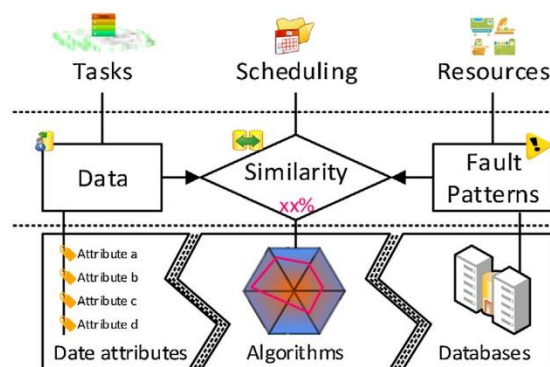 Tasks
Scheduling
Resources
Data
Similarity
xx%
Fault
Patterns
Attribute a
Attribute b
Attribute c
Attribute d
Date attributes
Algorithms
Databases